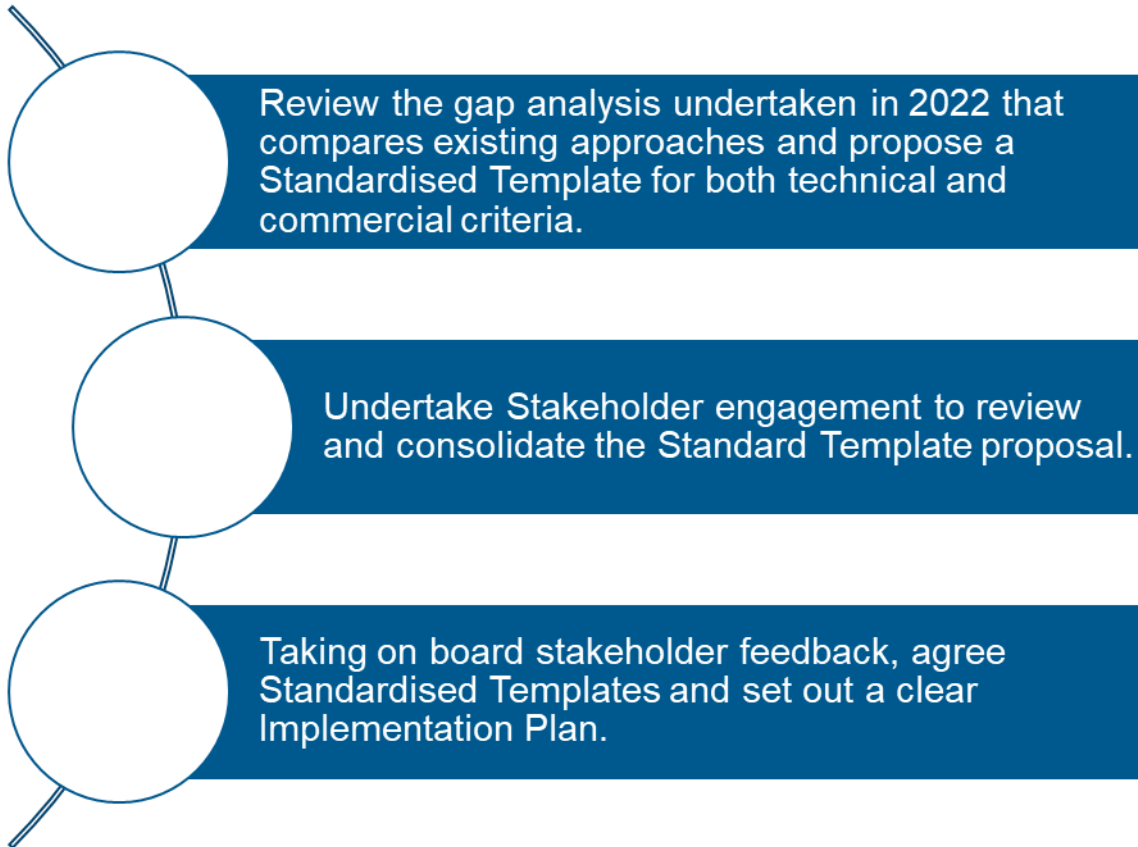 Review the gap analysis undertaken in 2022 that
compares existing approaches and propose a
Standardised Template for both technical and
commercial criteria.
Undertake Stakeholder engagement to review
and consolidate the Standard Template proposal.
Taking on board stakeholder feedback, agree
Standardised Templates and set out a clear
Implementation Plan.